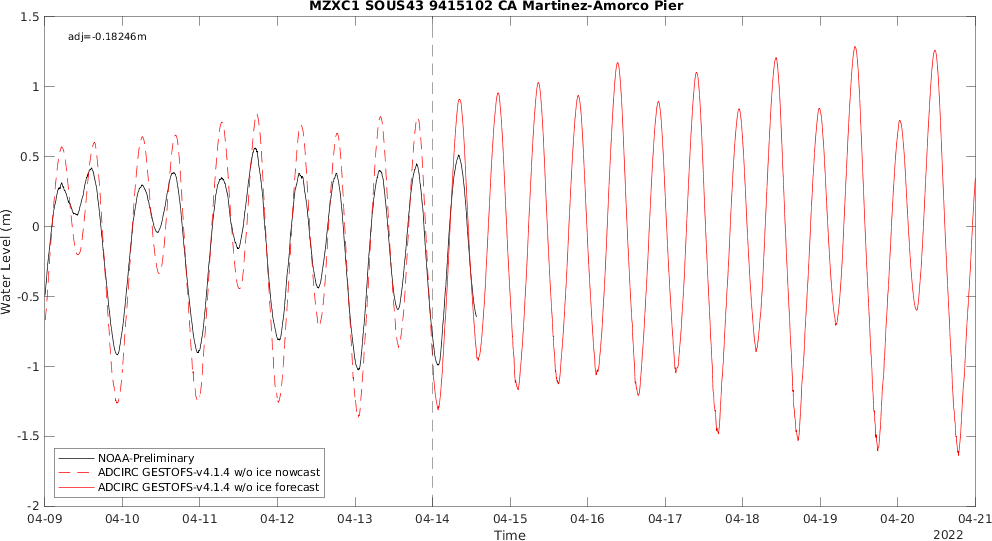 MZXC1 SOUS43 9415102 CA Martinez-Amorco Pier
adj=-0.18246m
1.5
1
0.5
0
-0.5
-1
-1.5
-2
Water Level (m)
NOAA-Preliminary
ADCIRC GESTOFS-v4.1.4 w/o ice nowcast
ADCIRC GESTOFS-v4.1.4 w/o ice forecast
04-09 04-10 04-11 04-12 04-13 04-14 04-15 04-16 04-17 04-18 04-19 04-20 04-21
Time
2022